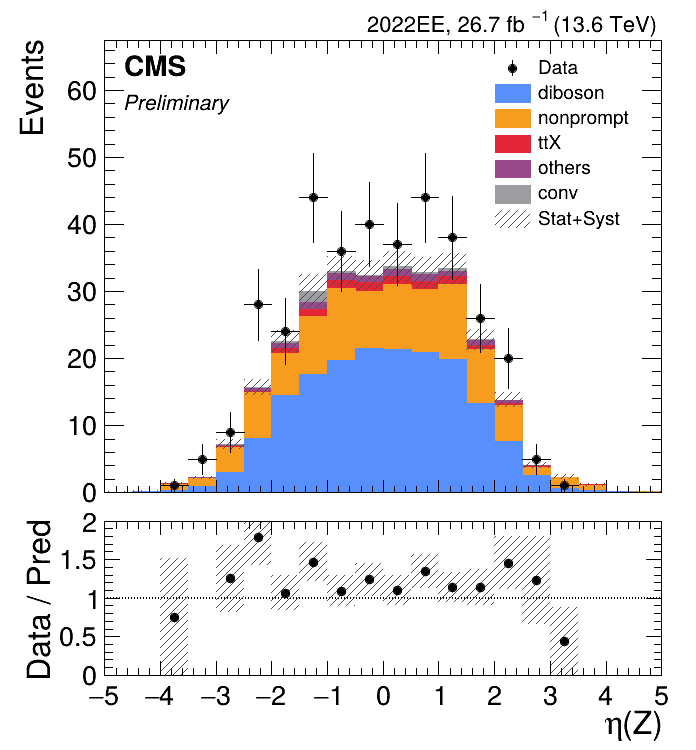 2022EE, 26.7 fb⁻¹ (13.6 TeV)
CMS
Preliminary
Events
Data
diboson
nonprompt
ttX
others
conv
Stat+Syst
60
50
40
30
20
10
0
Data / Pred
2
1.5
1
0.5
0
−5 −4 −3 −2 −1 0 1 2 3 4 5
η(Z)